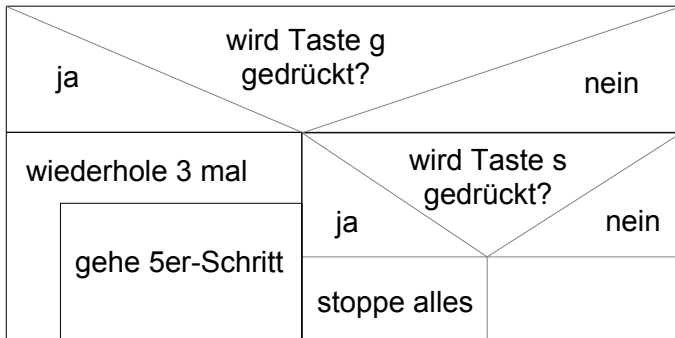 wird Taste g
gedrückt?
ja
nein
wiederhole 3 mal
wird Taste s
gedrückt?
ja
nein
gehe 5er-Schritt
stoppe alles